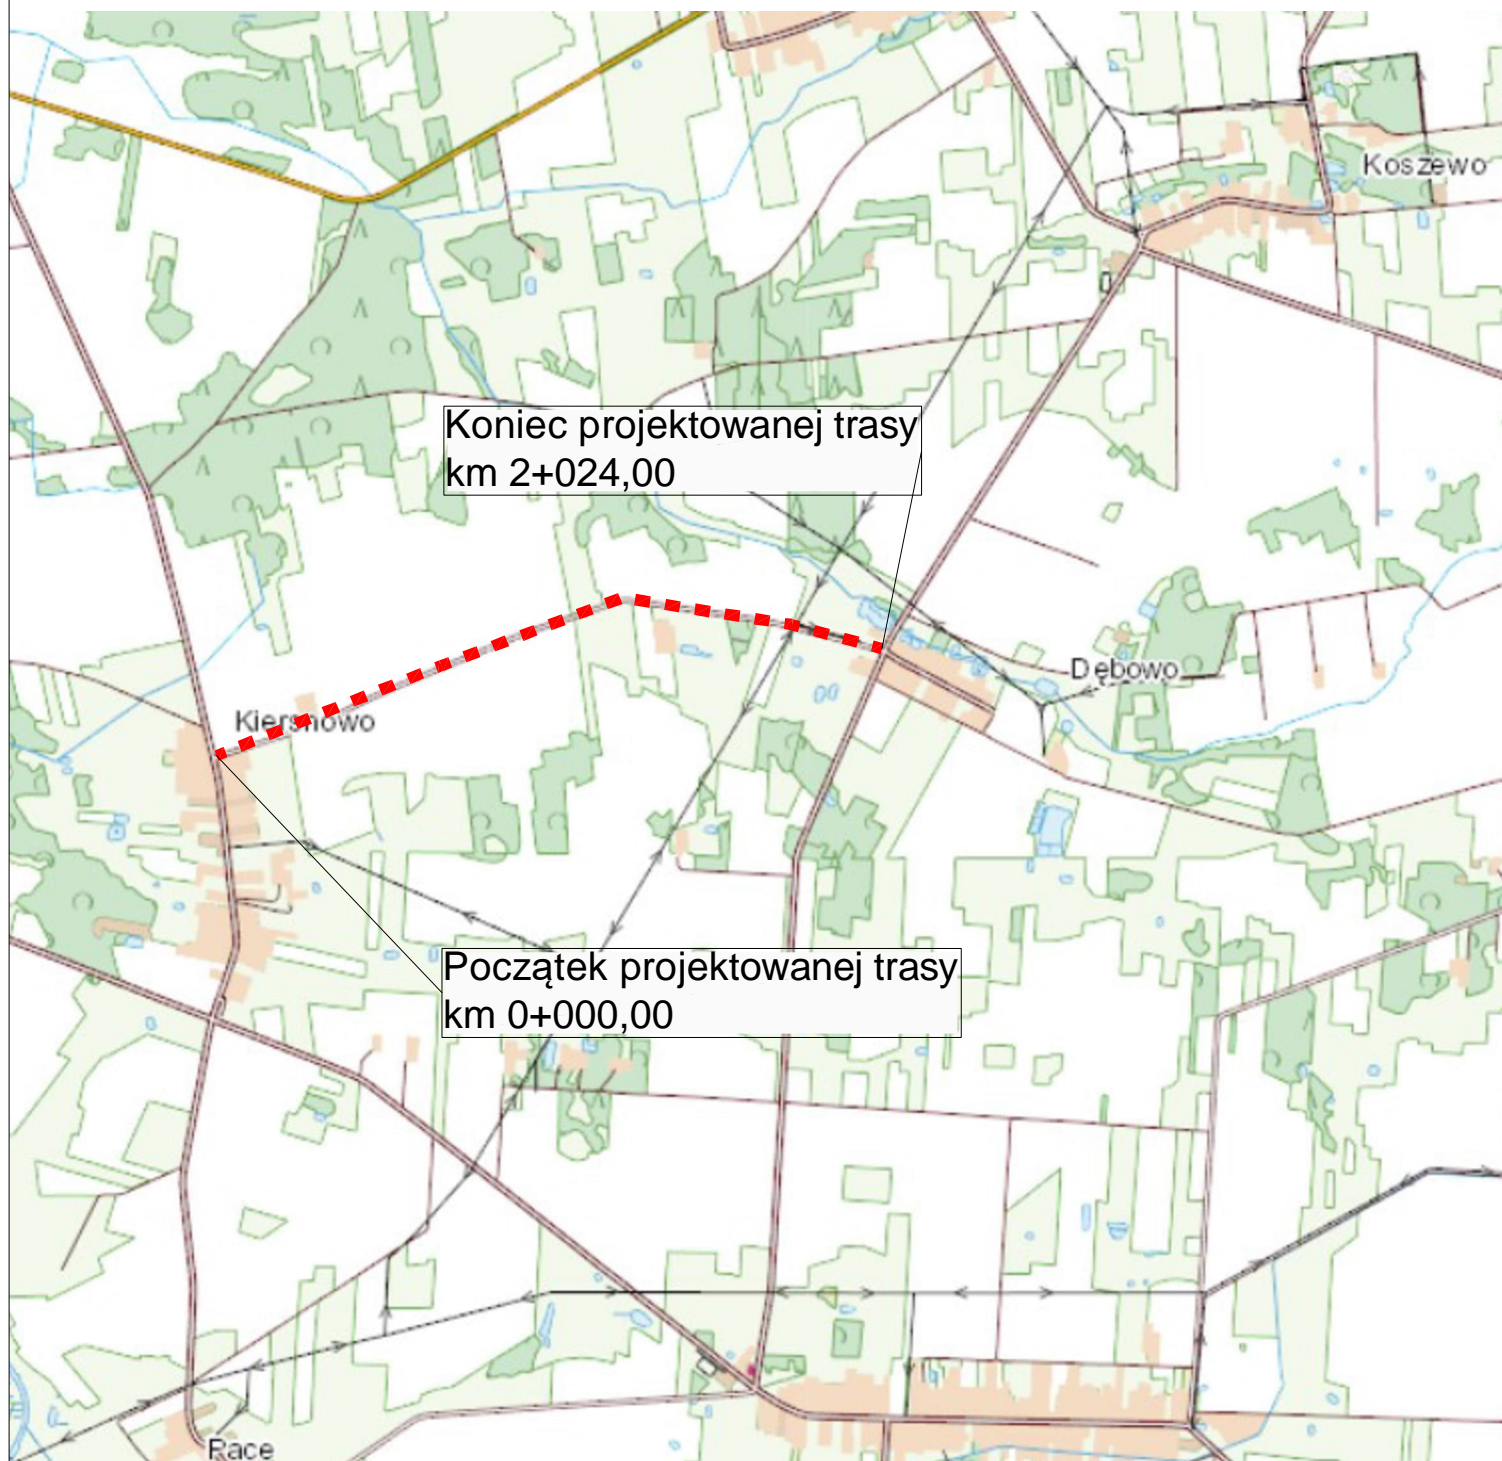 Koszewo
Koniec projektowanej trasy
km 2+024,00
Dębowo
Kiersnowo
Początek projektowanej trasy
km 0+000,00
Race